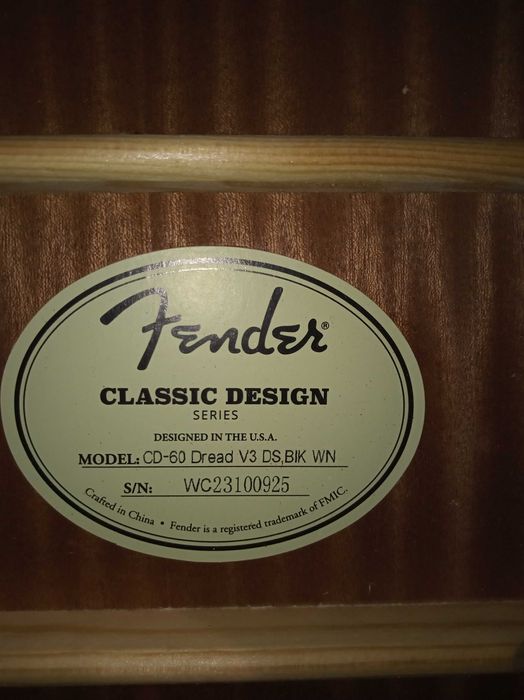 Fender®
CLASSIC DESIGN
SERIES
DESIGNED IN THE U.S.A.
MODEL: CD-60 Dread V3 DS,BIK WN
S/N: WC23100925
Crafted in China • Fender is a registered trademark of FMIC.